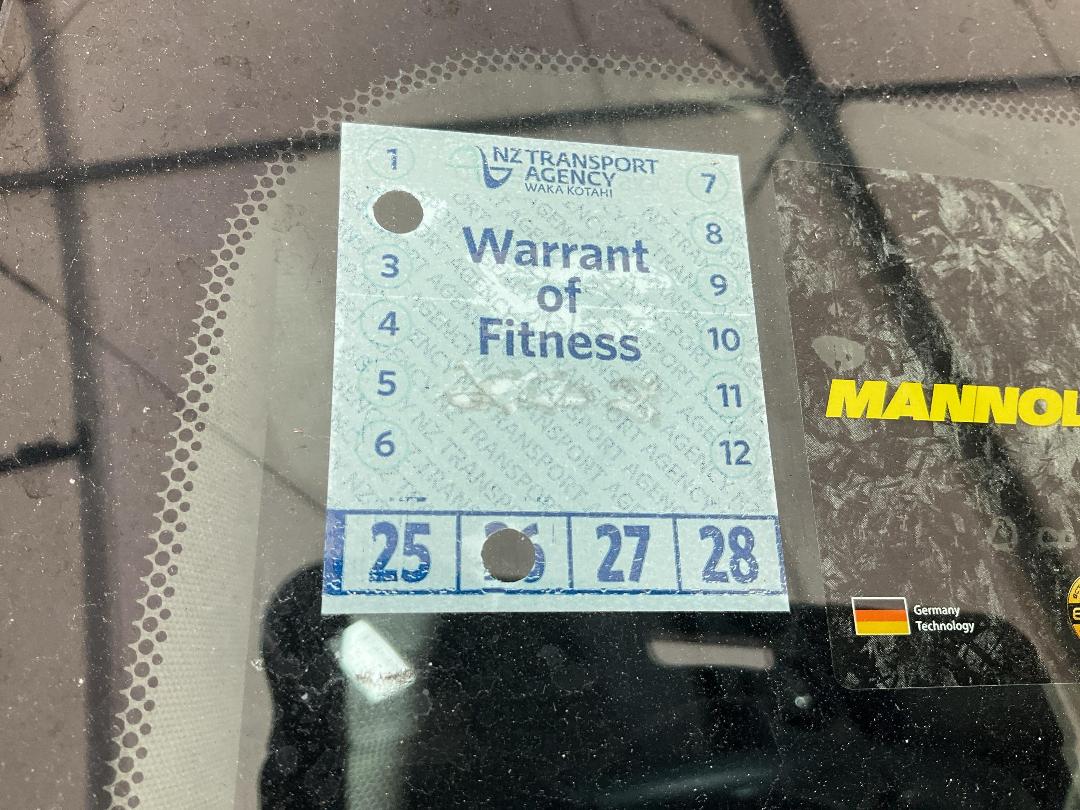 NZ TRANSPORT
AGENCY
WAKA KOTAHI
Warrant
of
Fitness
1
3
4
5
6
7
8
9
10
11
12
25 27 28
MANNOL
Germany
Technology